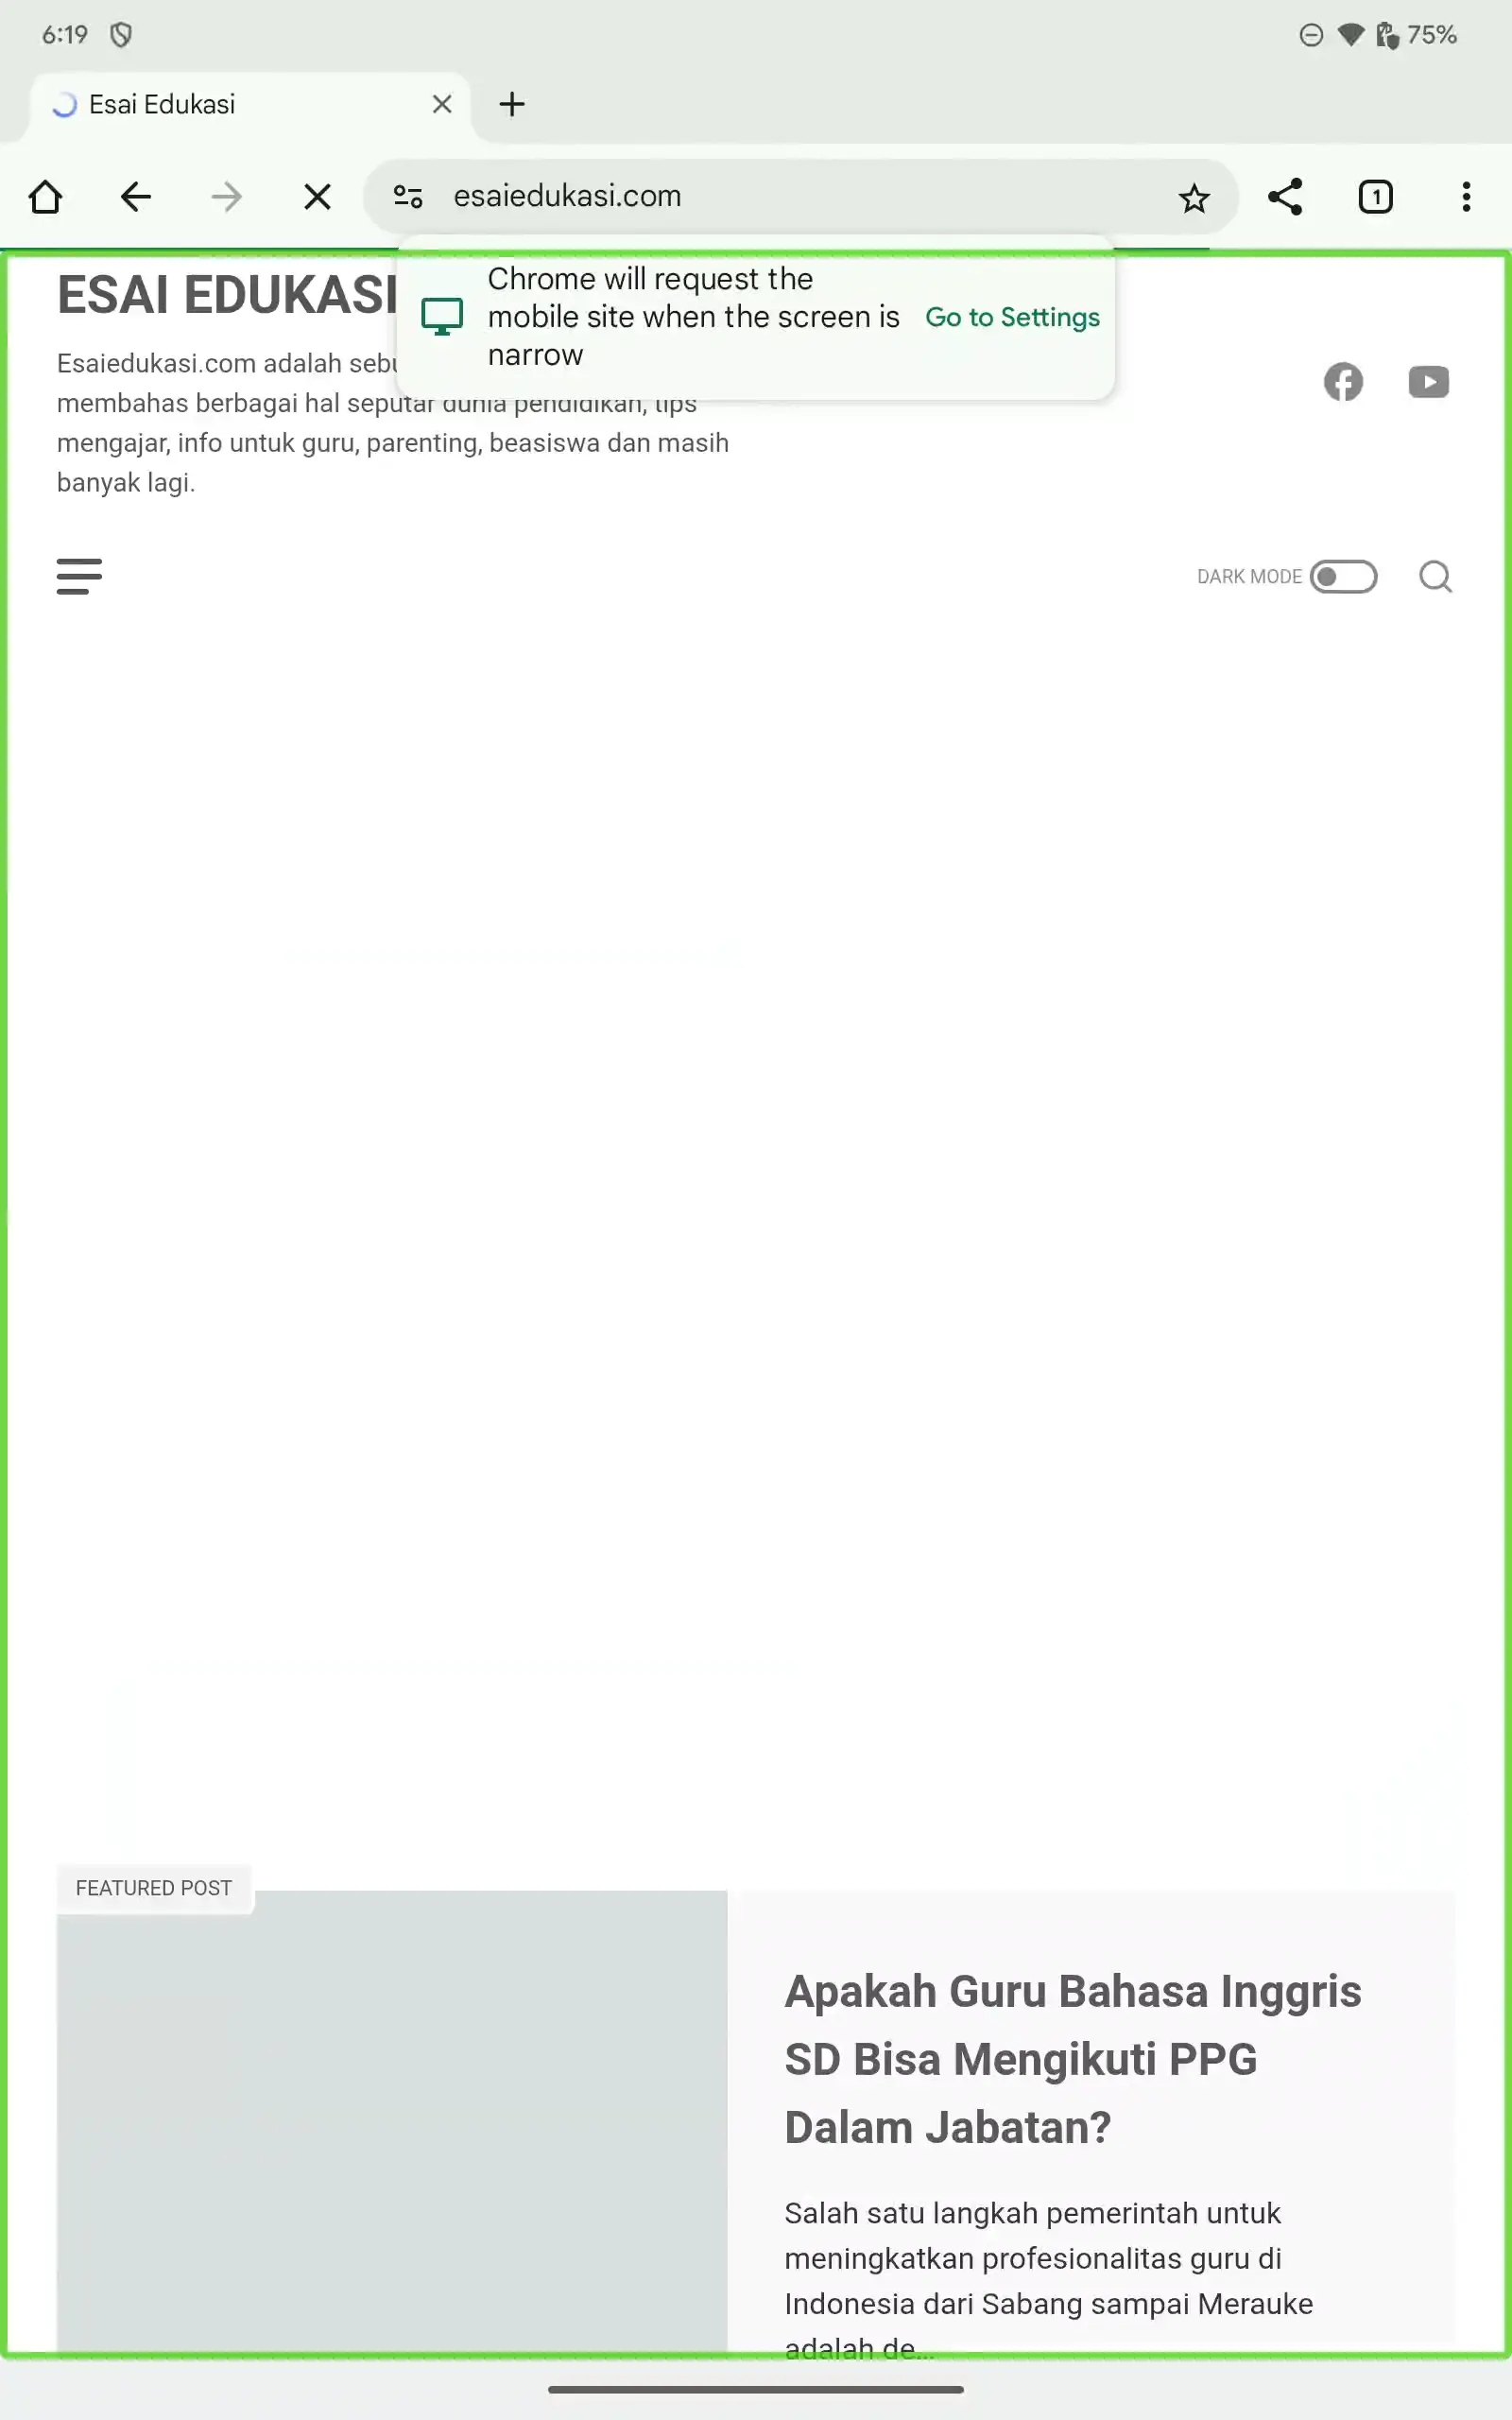 6:19
75%
Esai Edukasi
esaiedukasi.com
1
Chrome will request the
mobile site when the screen is
narrow
Go to Settings
ESAI EDUKASI
Esaiedukasi.com adalah
membahas berbagai hal seputar dunia pendidikan, tips
mengajar, info untuk guru, parenting, beasiswa dan masih
banyak lagi.
DARK MODE
FEATURED POST
Apakah Guru Bahasa Inggris
SD Bisa Mengikuti PPG
Dalam Jabatan?
Salah satu langkah pemerintah untuk
meningkatkan profesionalitas guru di
Indonesia dari Sabang sampai Merauke
adalah de...